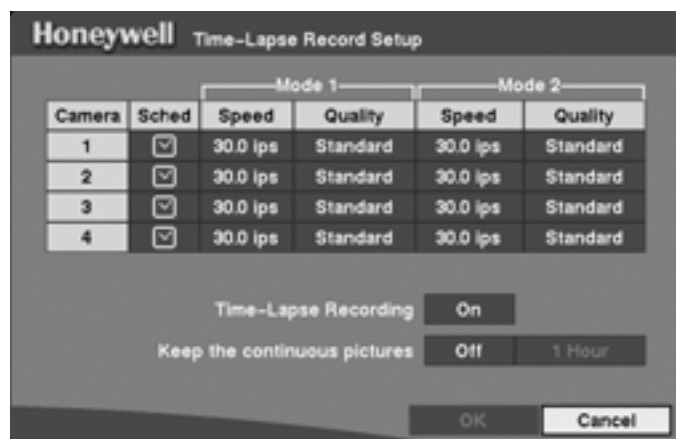 Honeywell Time-Lapse Record Setup
Mode 1 Mode 2
Camera Sched Speed Quality Speed Quality
1 30.0 ips Standard 30.0 ips Standard
2 30.0 ips Standard 30.0 ips Standard
3 30.0 ips Standard 30.0 ips Standard
4 30.0 ips Standard 30.0 ips Standard
Time-Lapse Recording On
Keep the continuous pictures Off 1 Hour
OK Cancel